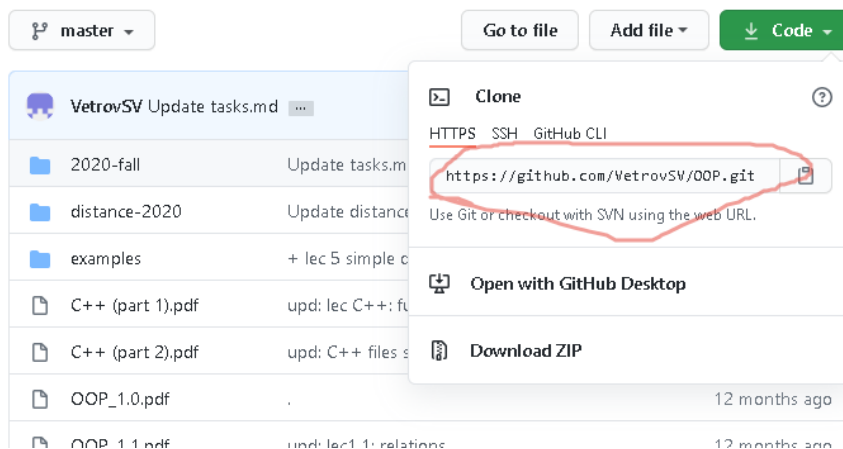 master Go to file Add file Code
Clone
VetrovSV Update tasks.md ...
HTTPS SSH GitHub CLI
2020-fall Update tasks.m
https://github.com/VetrovSV/OOP.git
distance-2020 Update distanc
Use Git or checkout with SVN using the web URL.
examples + lec 5 simple
Open with GitHub Desktop
C++ (part 1).pdf upd: lec C++: fu
C++ (part 2).pdf upd: C++ files s
Download ZIP
OOP_1.0.pdf . 12 months ago
OOP_1.1.pdf upd: lec1.1: relations 12 months ago